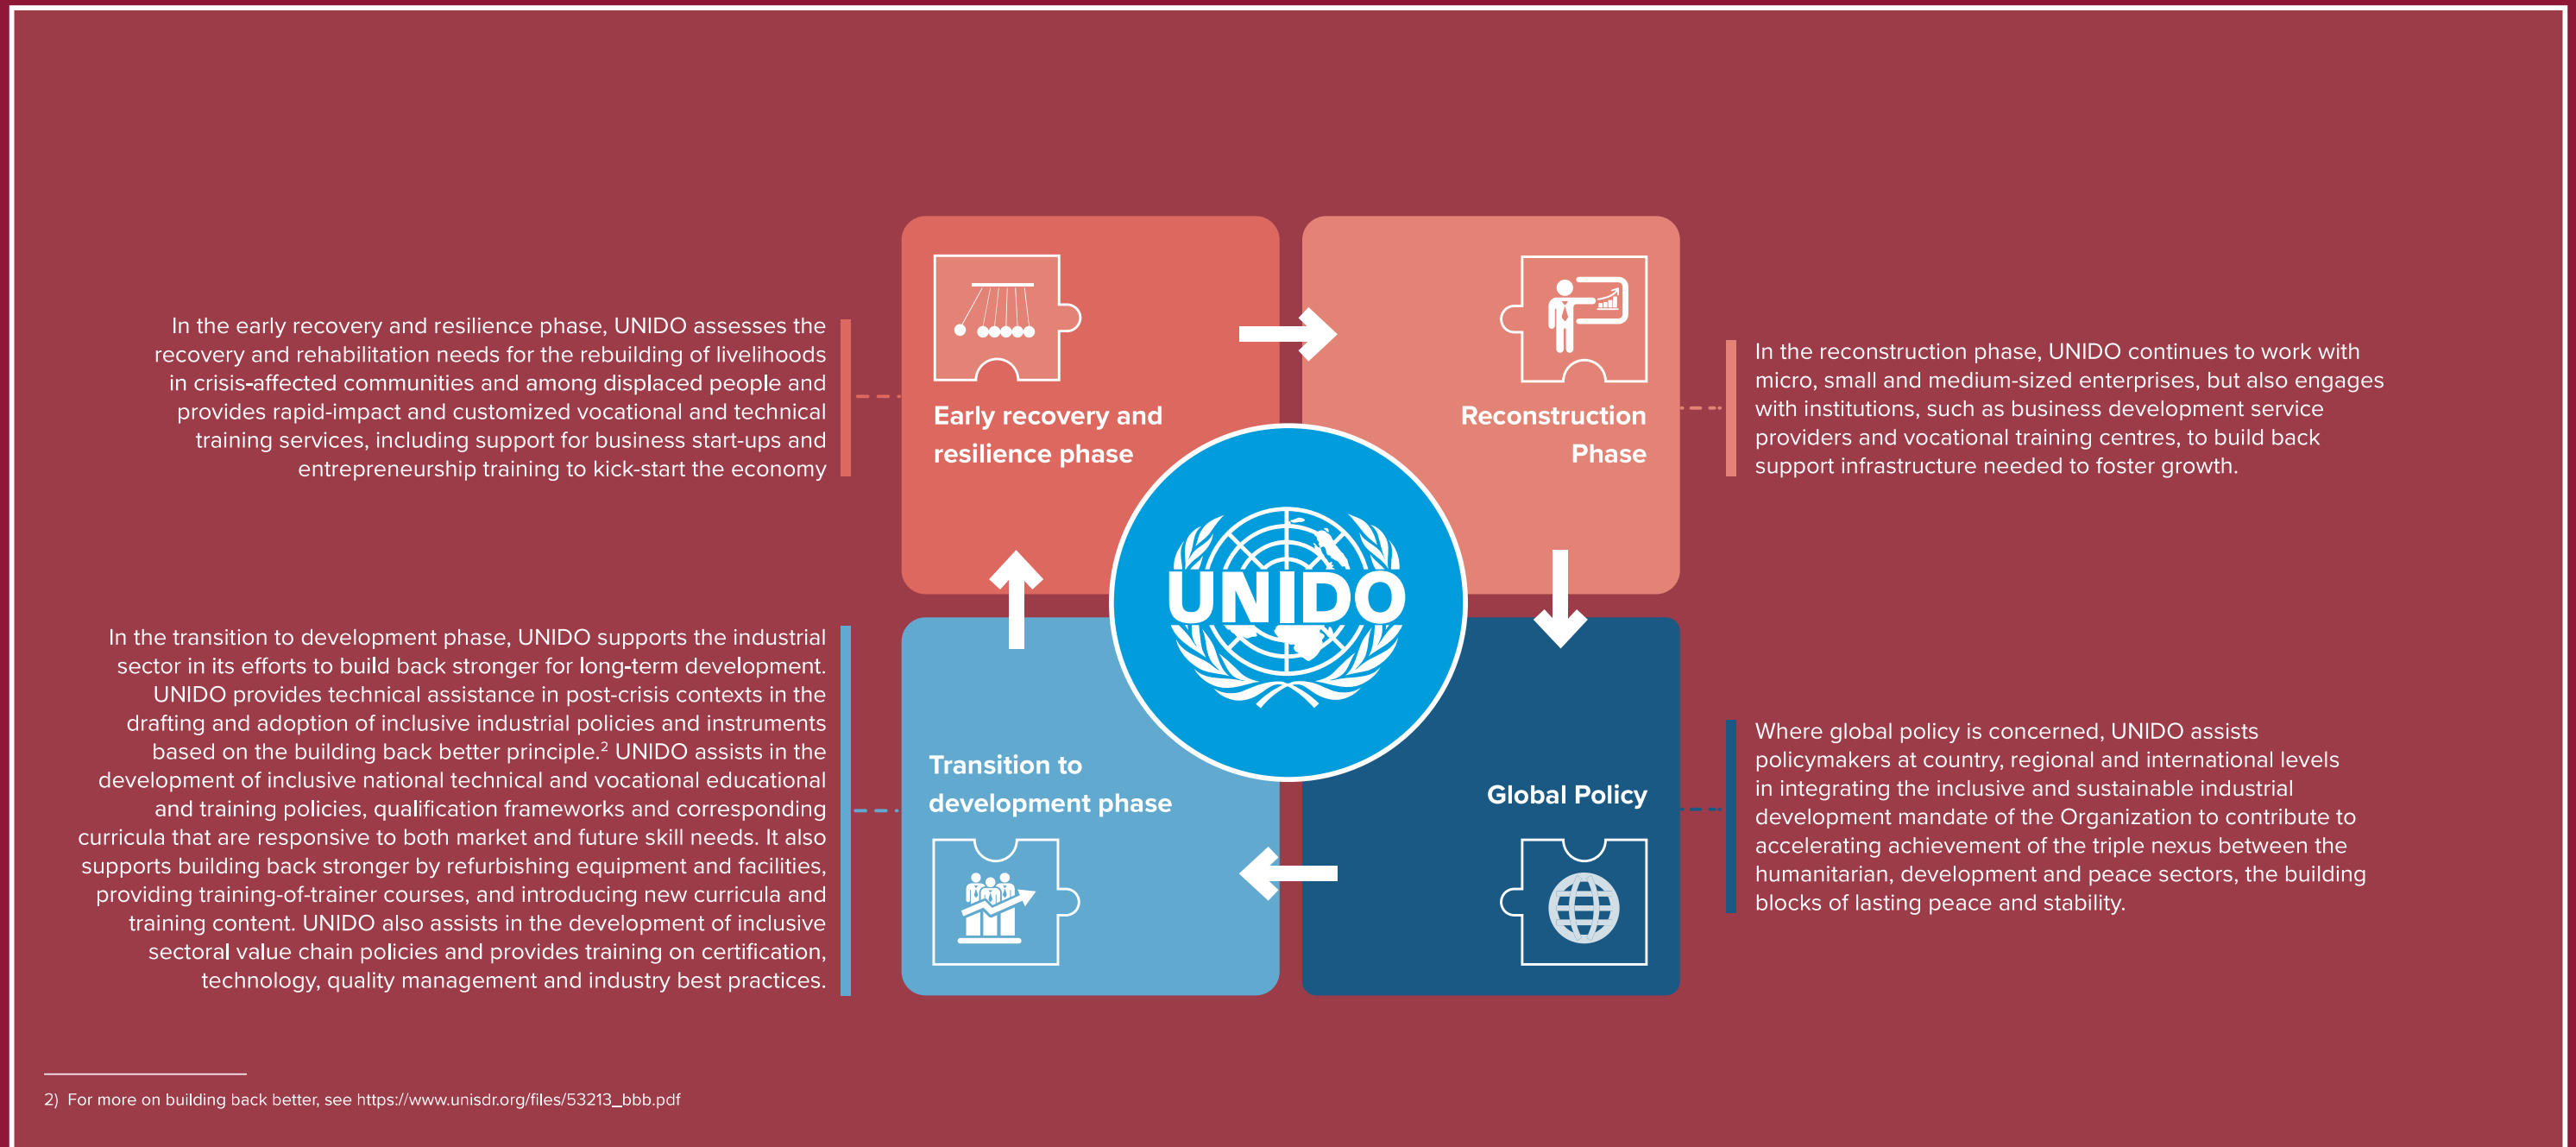 In the early recovery and resilience phase, UNIDO assesses the
recovery and rehabilitation needs for the rebuilding of livelihoods
in crisis-affected communities and among displaced people and
provides rapid-impact and customized vocational and technical
training services, including support for business start-ups and
entrepreneurship training to kick-start the economy
Early recovery and
resilience phase
Reconstruction
Phase
In the reconstruction phase, UNIDO continues to work with
micro, small and medium-sized enterprises, but also engages
with institutions, such as business development service
providers and vocational training centres, to build back
support infrastructure needed to foster growth.
UNIDO
In the transition to development phase, UNIDO supports the industrial
sector in its efforts to build back stronger for long-term development.
UNIDO provides technical assistance in post-crisis contexts in the
drafting and adoption of inclusive industrial policies and instruments
based on the building back better principle.² UNIDO assists in the
development of inclusive national technical and vocational educational
and training policies, qualification frameworks and corresponding
curricula that are responsive to both market and future skill needs. It also
supports building back stronger by refurbishing equipment and facilities,
providing training-of-trainer courses, and introducing new curricula and
training content. UNIDO also assists in the development of inclusive
sectoral value chain policies and provides training on certification,
technology, quality management and industry best practices.
Transition to
development phase
Global Policy
Where global policy is concerned, UNIDO assists
policymakers at country, regional and international levels
in integrating the inclusive and sustainable industrial
development mandate of the Organization to contribute to
accelerating achievement of the triple nexus between the
humanitarian, development and peace sectors, the building
blocks of lasting peace and stability.
2) For more on building back better, see https://www.unisdr.org/files/53213_bbb.pdf